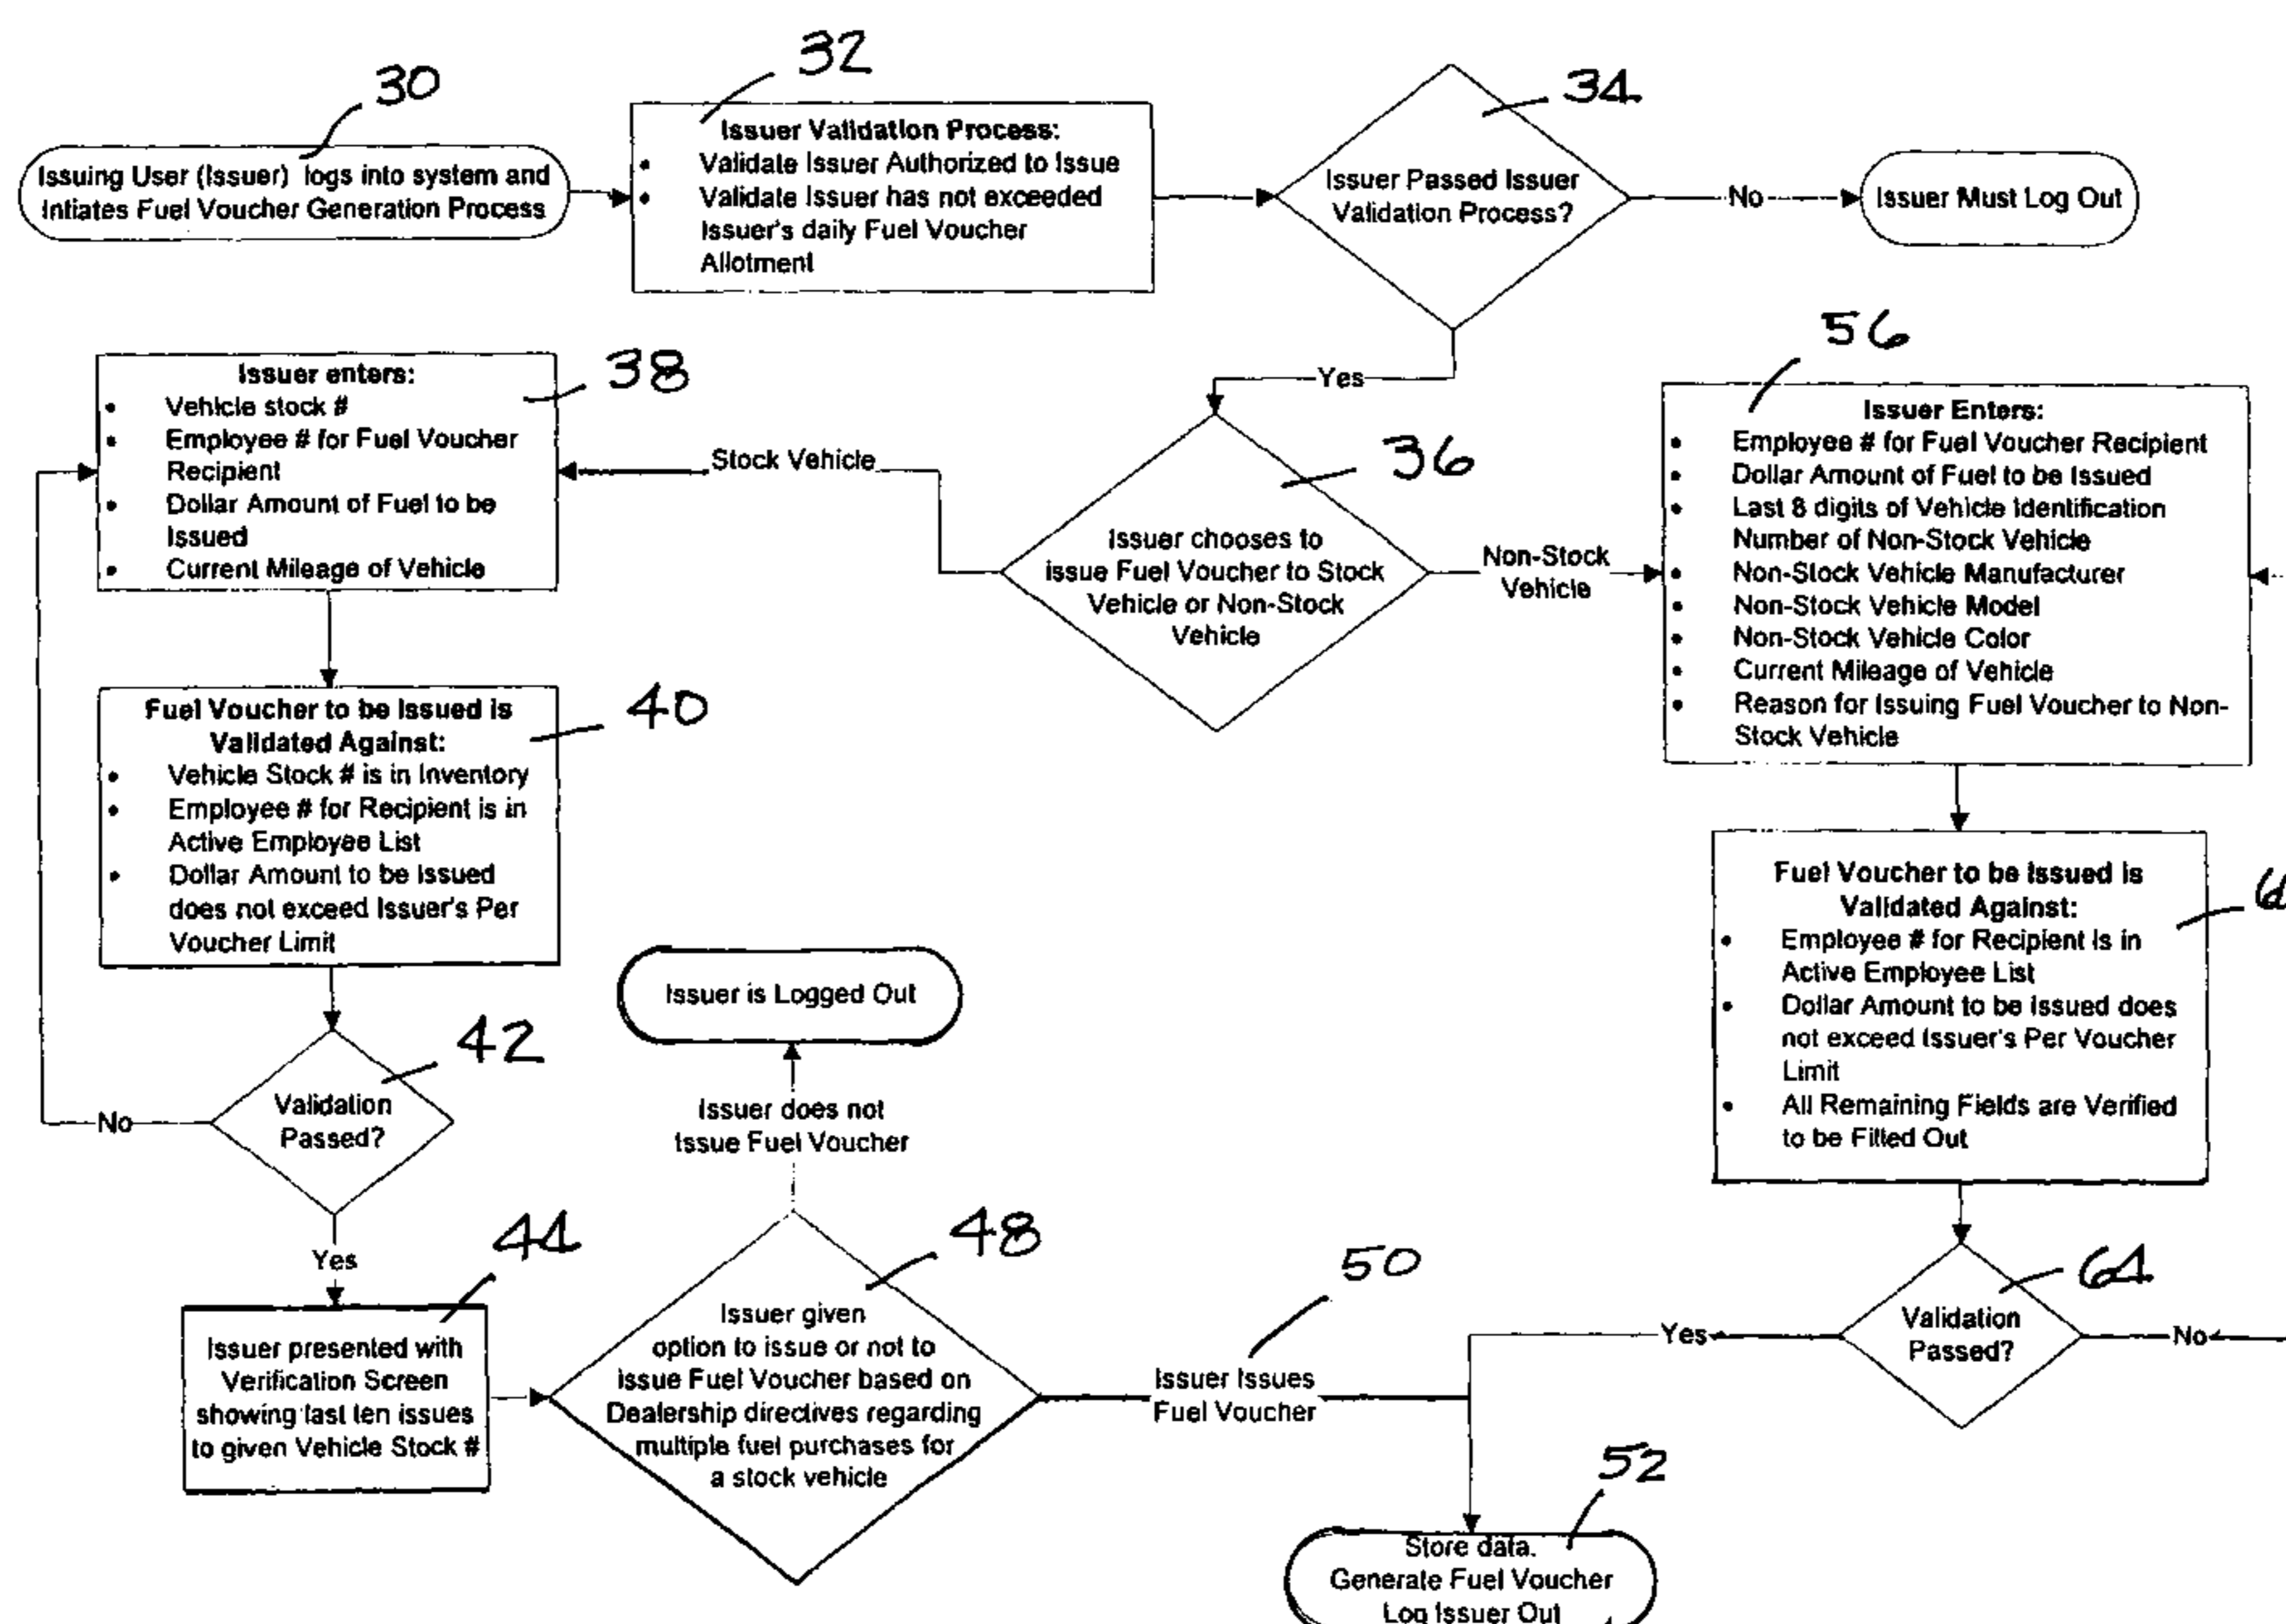 30
Issuing User (Issuer) logs into system and
Intiates Fuel Voucher Generation Process
32
Issuer Validation Process:
• Validate Issuer Authorized to Issue
• Validate Issuer has not exceeded
Issuer's daily Fuel Voucher
Allotment
34
Issuer Passed Issuer
Validation Process?
No
Issuer Must Log Out
Yes
38
Issuer enters:
• Vehicle stock #
• Employee # for Fuel Voucher
Recipient
• Dollar Amount of Fuel to be
Issued
• Current Mileage of Vehicle
Stock Vehicle
36
Issuer chooses to
issue Fuel Voucher to Stock
Vehicle or Non-Stock
Vehicle
Non-Stock
Vehicle
56
Issuer Enters:
• Employee # for Fuel Voucher Recipient
• Dollar Amount of Fuel to be Issued
• Last 8 digits of Vehicle Identification
Number of Non-Stock Vehicle
• Non-Stock Vehicle Manufacturer
• Non-Stock Vehicle Model
• Non-Stock Vehicle Color
• Current Mileage of Vehicle
• Reason for Issuing Fuel Voucher to Non-
Stock Vehicle
40
Fuel Voucher to be Issued is
Validated Against:
• Vehicle Stock # is in Inventory
• Employee # for Recipient is in
Active Employee List
• Dollar Amount to be Issued
does not exceed Issuer's Per
Voucher Limit
Fuel Voucher to be Issued is
Validated Against:
• Employee # for Recipient is in
Active Employee List
• Dollar Amount to be Issued does
not exceed Issuer's Per Voucher
Limit
• All Remaining Fields are Verified
to be Filled Out
42
Validation
Passed?
No
Yes
Issuer is Logged Out
Issuer does not
Issue Fuel Voucher
44
Issuer presented with
Verification Screen
showing last ten issues
to given Vehicle Stock #
48
Issuer given
option to issue or not to
issue Fuel Voucher based on
Dealership directives regarding
multiple fuel purchases for
a stock vehicle
50
Issuer Issues
Fuel Voucher
64
Validation
Passed?
Yes
No
52
Store data.
Generate Fuel Voucher
Log Issuer Out